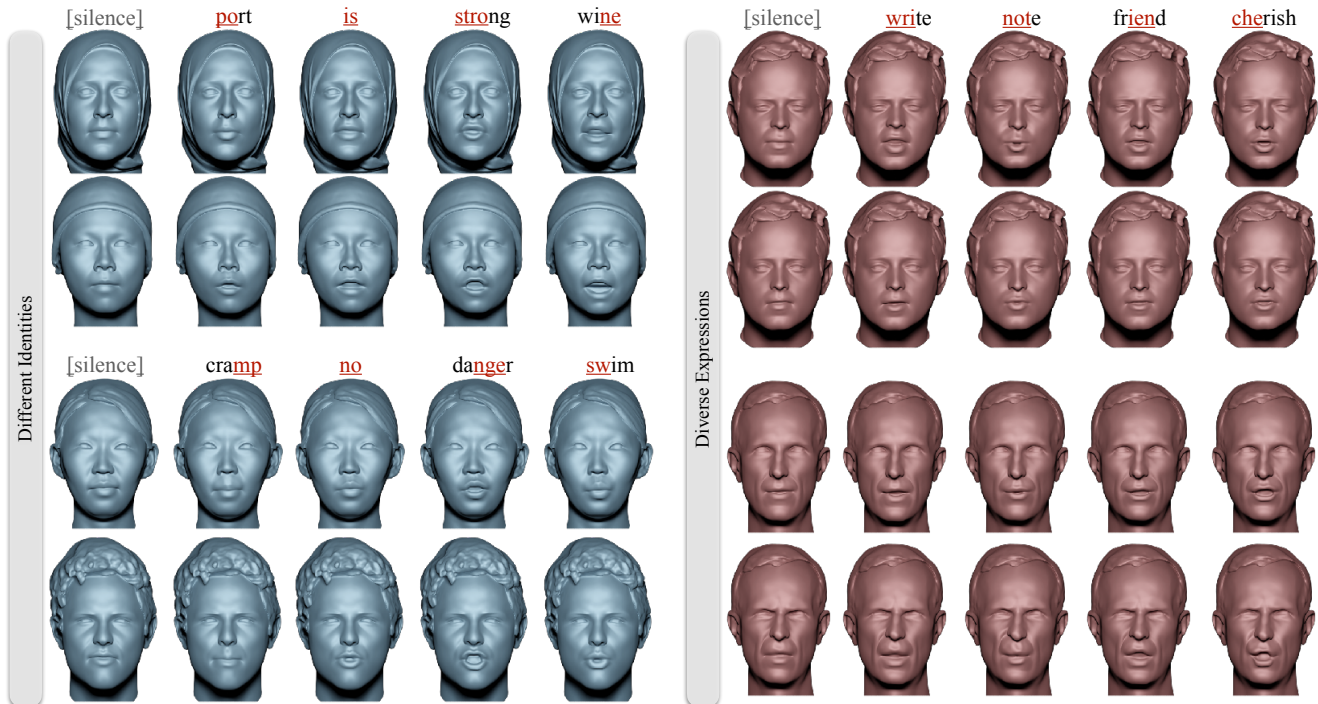 [silence] port is strong wine
Different Identities
[silence] cramp no danger swim
[silence] write note friend cherish
Diverse Expressions